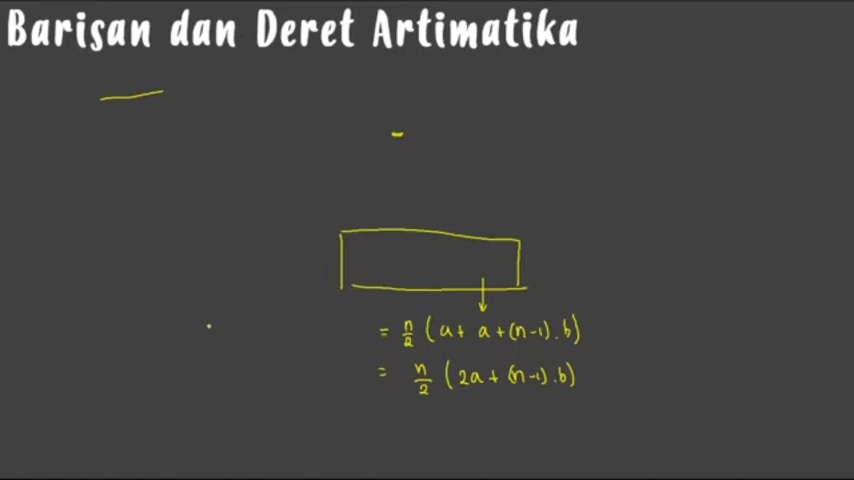 Barisan dan Deret Artimatika
= n/2 (a + a + (n-1) . b)
= n/2 (2a + (n-1) . b)